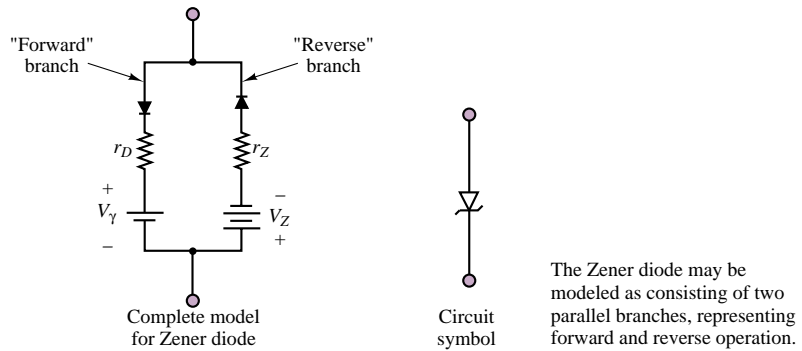 "Forward"
branch
"Reverse"
branch
r_D
r_Z
+
V_γ
–
–
V_Z
+
Complete model
for Zener diode
Circuit
symbol
The Zener diode may be
modeled as consisting of two
parallel branches, representing
forward and reverse operation.